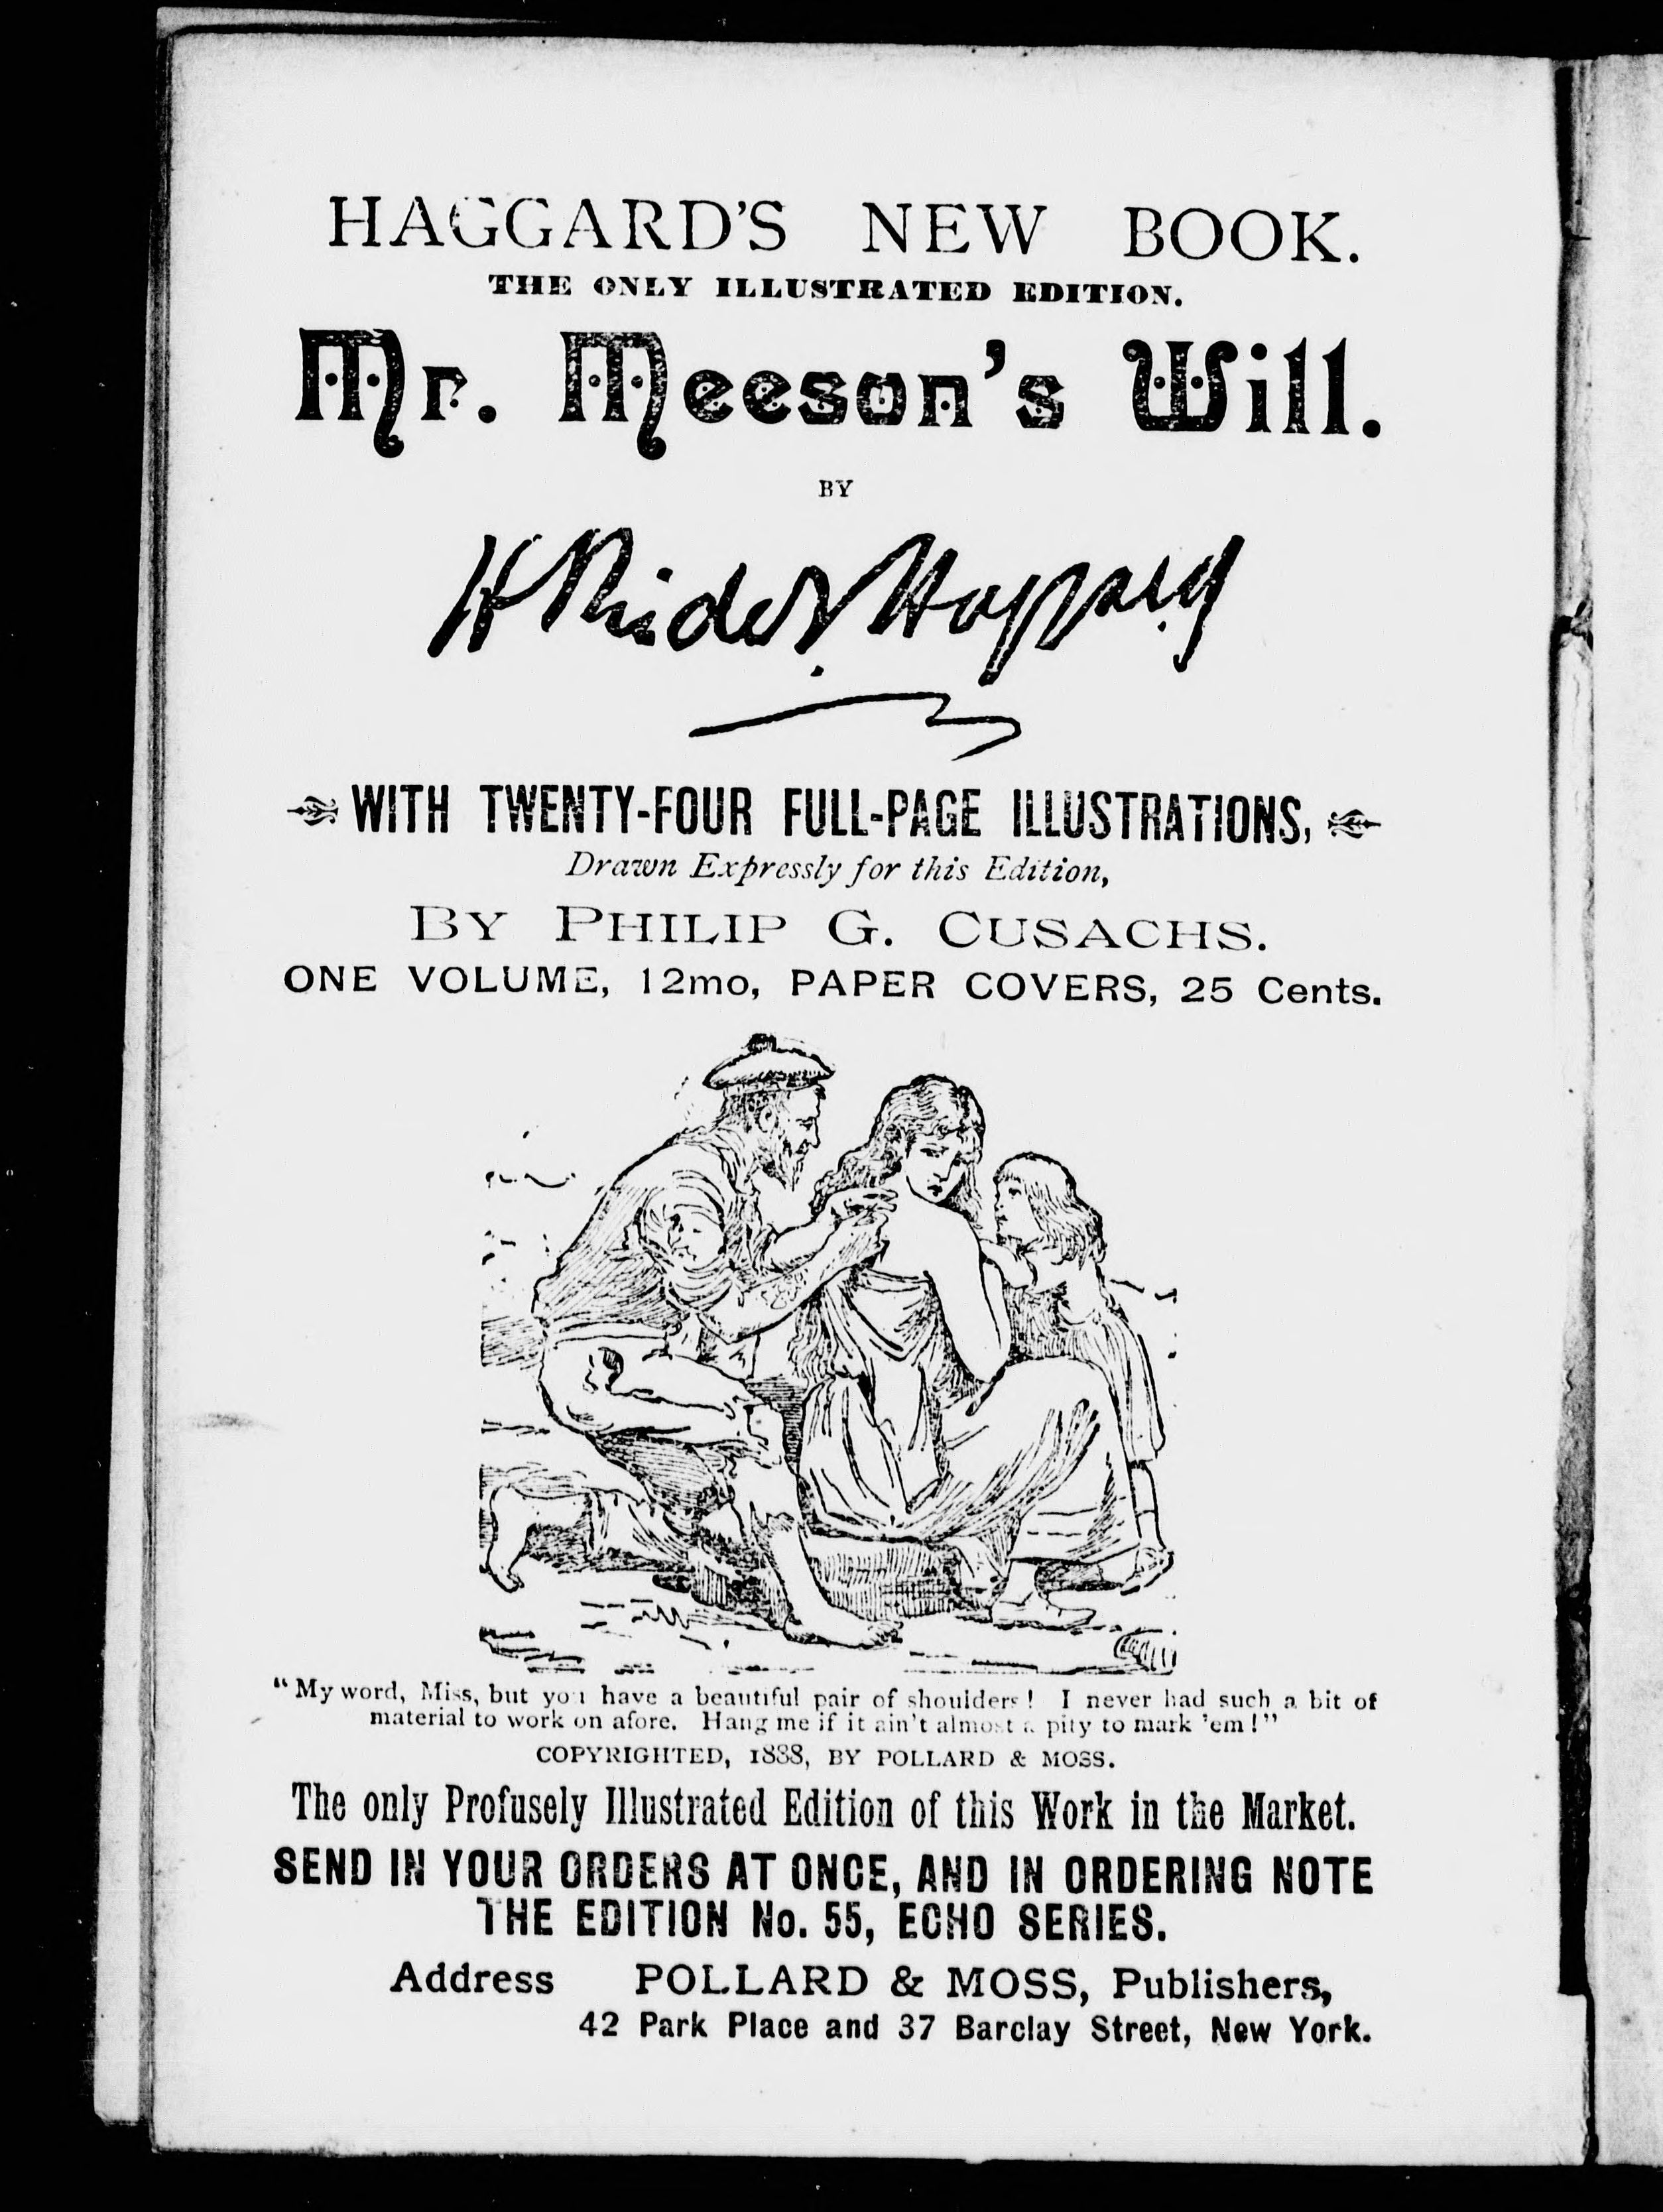 HAGGARD'S NEW BOOK.
THE ONLY ILLUSTRATED EDITION.
Mr. Meeson's Will.
BY
H Rider Haggard
WITH TWENTY-FOUR FULL-PAGE ILLUSTRATIONS,
Drawn Expressly for this Edition,
BY PHILIP G. CUSACHS.
ONE VOLUME, 12mo, PAPER COVERS, 25 Cents.
"My word, Miss, but you have a beautiful pair of shoulders! I never had such a bit of
material to work on afore. Hang me if it ain't almost a pity to mark 'em!"
COPYRIGHTED, 1888, BY POLLARD & MOSS.
The only Profusely Illustrated Edition of this Work in the Market.
SEND IN YOUR ORDERS AT ONCE, AND IN ORDERING NOTE
THE EDITION No. 55, ECHO SERIES.
Address POLLARD & MOSS, Publishers,
42 Park Place and 37 Barclay Street, New York.